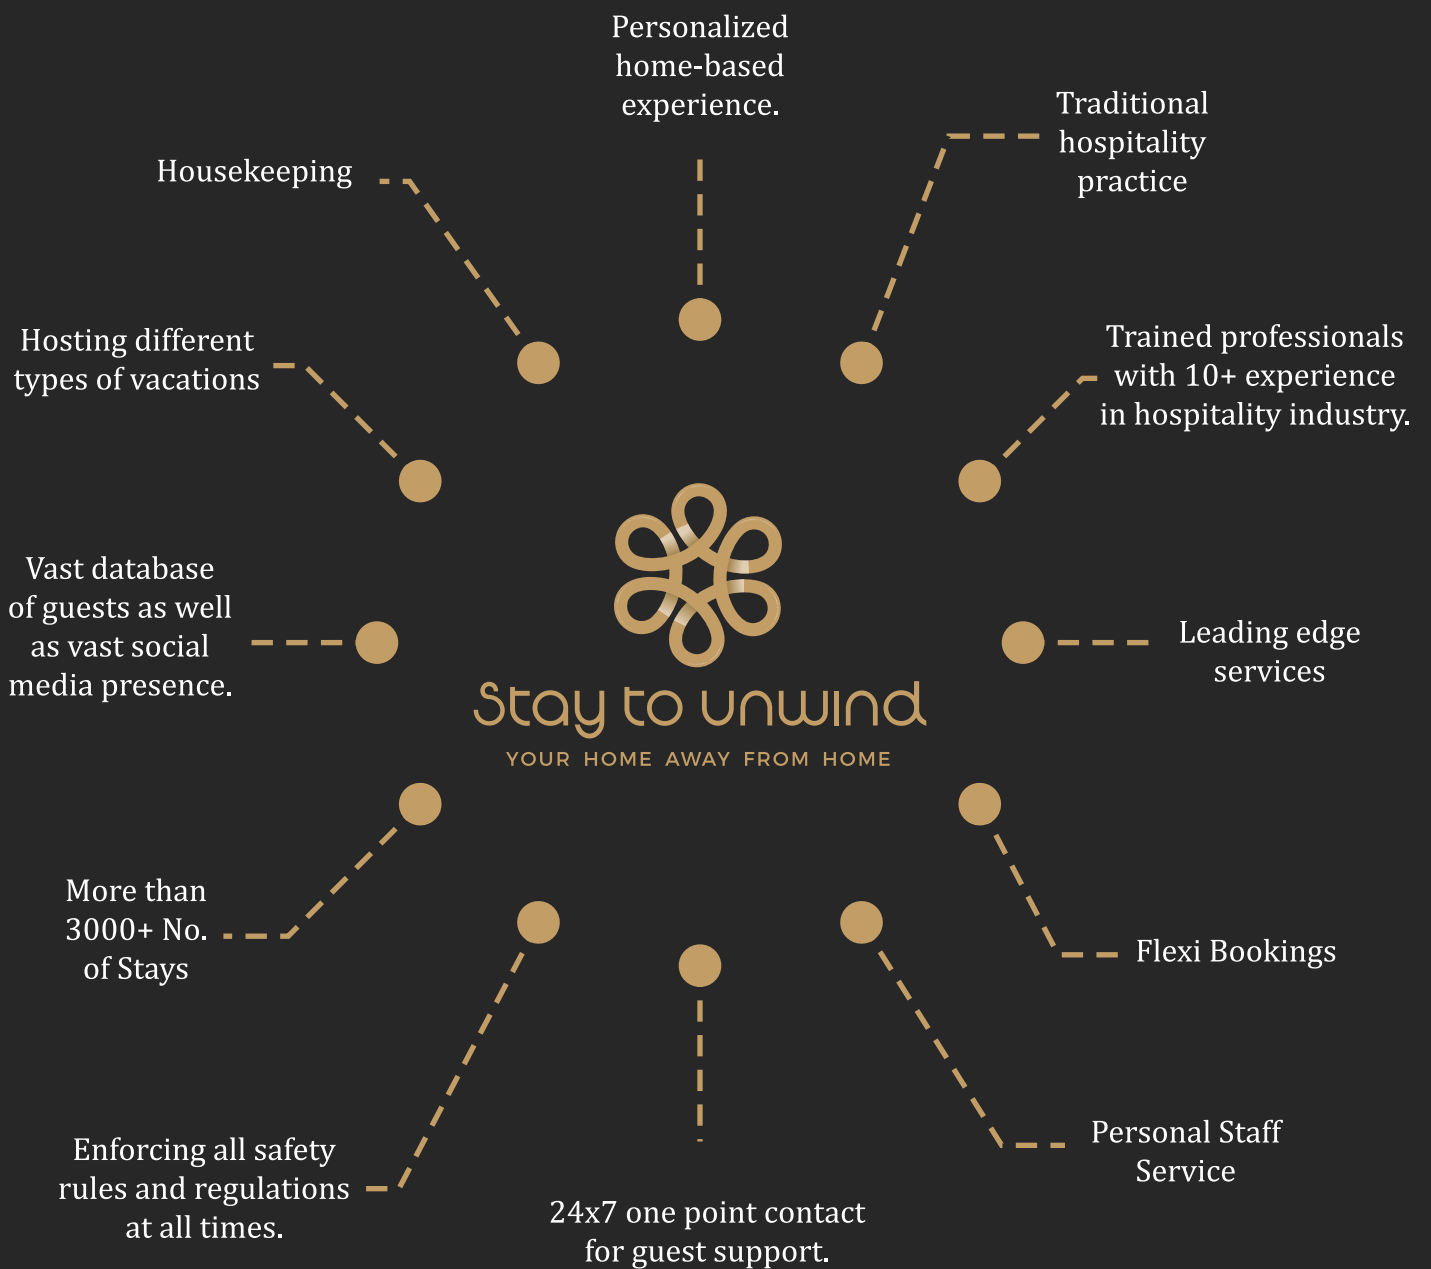 Personalized
home-based
experience.
Traditional
hospitality
practice
Housekeeping
Hosting different
types of vacations
Trained professionals
with 10+ experience
in hospitality industry.
Vast database
of guests as well
as vast social
media presence.
Leading edge
services
Stay to unwind
YOUR HOME AWAY FROM HOME
More than
3000+ No.
of Stays
Flexi Bookings
Enforcing all safety
rules and regulations
at all times.
Personal Staff
Service
24x7 one point contact
for guest support.